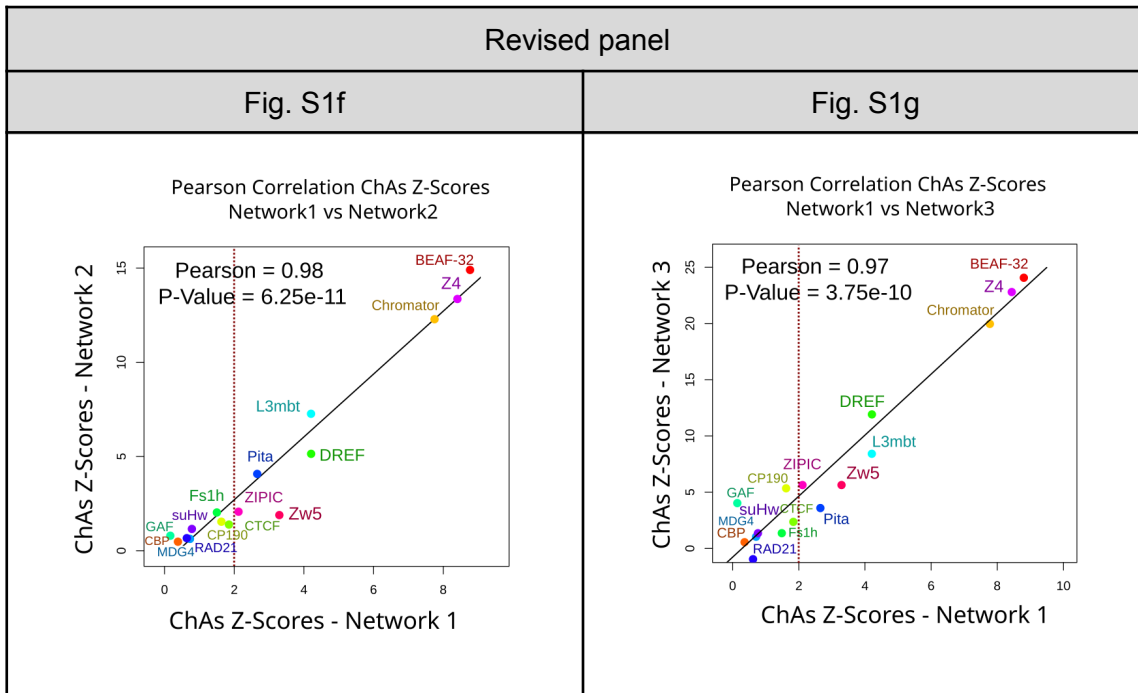 Revised panel
Fig. S1f
Fig. S1g
Pearson Correlation ChAs Z-Scores
Network1 vs Network2
Pearson = 0.98
P-Value = 6.25e-11
BEAF-32
Z4
Chromator
L3mbt
DREF
Pita
Fs1h
ZIPIC
Zw5
suHw
GAF
CP190
CTCF
CBP
MDG4
RAD21
15
10
5
0
0 2 4 6 8
ChAs Z-Scores - Network 2
ChAs Z-Scores - Network 1
Pearson Correlation ChAs Z-Scores
Network1 vs Network3
Pearson = 0.97
P-Value = 3.75e-10
BEAF-32
Z4
Chromator
DREF
L3mbt
ZIPIC
CP190
Zw5
GAF
suHw
CTCF
Pita
MDG4
CBP
Fs1h
RAD21
25
20
15
10
5
0
0 2 4 6 8 10
ChAs Z-Scores - Network 3
ChAs Z-Scores - Network 1